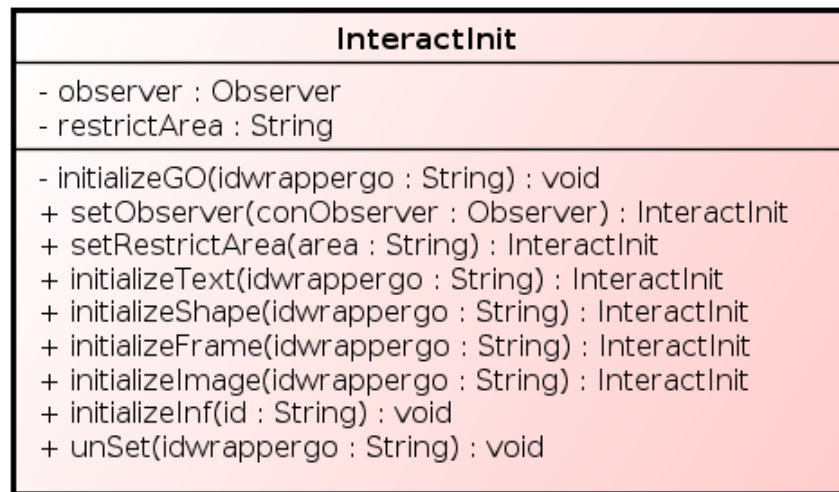 InteractInit
- observer : Observer
- restrictArea : String
- initializeGO(idwrappergo : String) : void
+ setObserver(conObserver : Observer) : InteractInit
+ setRestrictArea(area : String) : InteractInit
+ initializeText(idwrappergo : String) : InteractInit
+ initializeShape(idwrappergo : String) : InteractInit
+ initializeFrame(idwrappergo : String) : InteractInit
+ initializeImage(idwrappergo : String) : InteractInit
+ initializeInf(id : String) : void
+ unSet(idwrappergo : String) : void